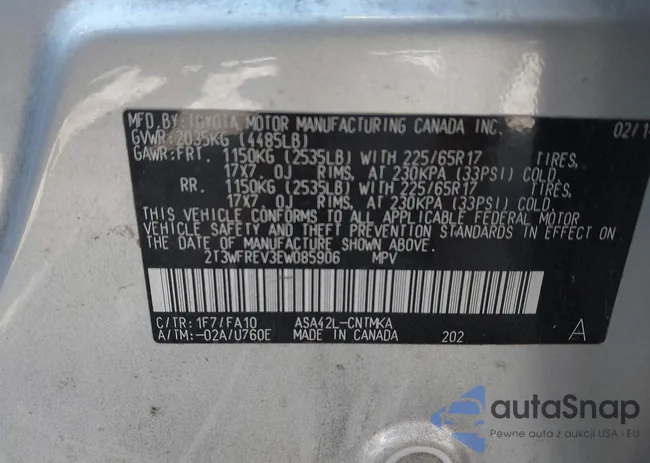 MFD. BY: TOYOTA MOTOR MANUFACTURING CANADA INC. 02/1
GVWR: 2035KG (4485LB)
GAWR: FRT. 1150KG (2535LB) WITH 225/65R17 TIRES,
17X7. 0J RIMS, AT 230KPA (33PSI) COLD.
RR. 1150KG (2535LB) WITH 225/65R17 TIRES,
17X7. 0J RIMS, AT 230KPA (33PSI) COLD.
THIS VEHICLE CONFORMS TO ALL APPLICABLE FEDERAL MOTOR
VEHICLE SAFETY AND THEFT PREVENTION STANDARDS IN EFFECT ON
THE DATE OF MANUFACTURE SHOWN ABOVE.
2T3WFREV3EW085906 MPV
C/TR: 1F7/FA10 ASA42L-CNTMKA
A/TM: -02A/U760E MADE IN CANADA 202 A
autaSnap
Pewne auta z aukcji USA - EU